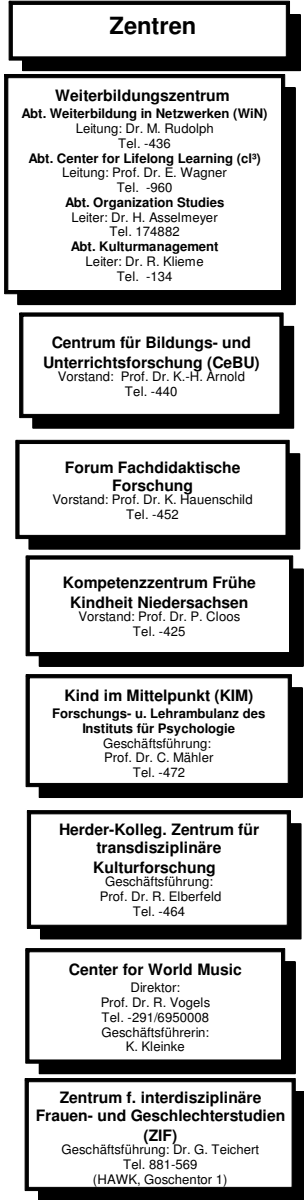 Zentren
Weiterbildungszentrum
Abt. Weiterbildung in Netzwerken (WiN)
Leitung: Dr. M. Rudolph
Tel. -436
Abt. Center for Lifelong Learning (cl³)
Leitung: Prof. Dr. E. Wagner
Tel. -960
Abt. Organization Studies
Leiter: Dr. H. Asselmeyer
Tel. 174882
Abt. Kulturmanagement
Leiter: Dr. R. Klieme
Tel. -134
Centrum für Bildungs- und
Unterrichtsforschung (CeBU)
Vorstand: Prof. Dr. K.-H. Arnold
Tel. -440
Forum Fachdidaktische
Forschung
Vorstand: Prof. Dr. K. Hauenschild
Tel. -452
Kompetenzzentrum Frühe
Kindheit Niedersachsen
Vorstand: Prof. Dr. P. Cloos
Tel. -425
Kind im Mittelpunkt (KIM)
Forschungs- u. Lehrambulanz des
Instituts für Psychologie
Geschäftsführung:
Prof. Dr. C. Mähler
Tel. -472
Herder-Kolleg. Zentrum für
transdisziplinäre
Kulturforschung
Geschäftsführung:
Prof. Dr. R. Elberfeld
Tel. -464
Center for World Music
Direktor:
Prof. Dr. R. Vogels
Tel. -291/6950008
Geschäftsführerin:
K. Kleinke
Zentrum f. interdisziplinäre
Frauen- und Geschlechterstudien
(ZIF)
Geschäftsführung: Dr. G. Teichert
Tel. 881-569
(HAWK, Goschentor 1)